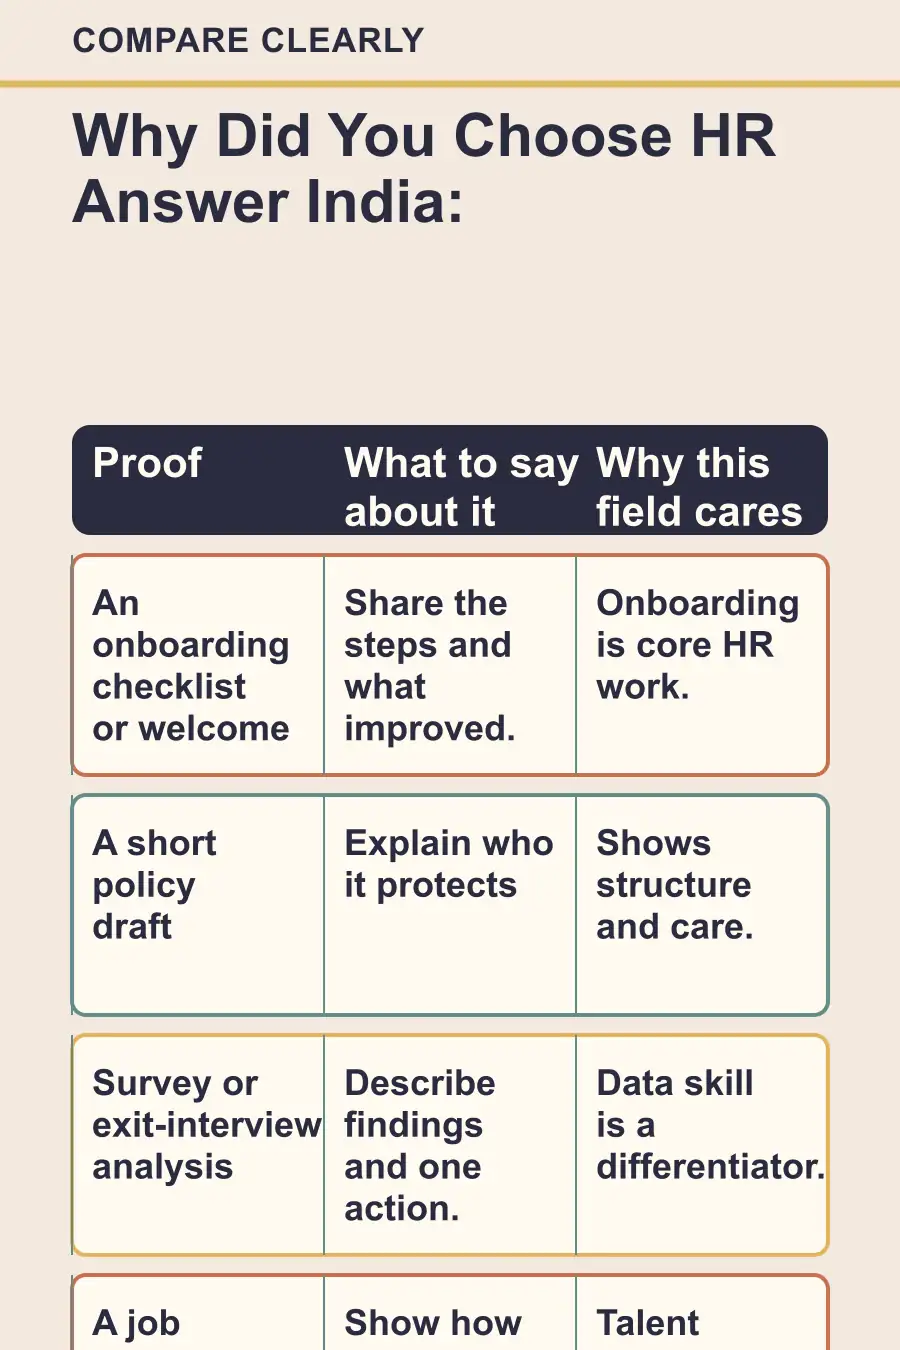 COMPARE CLEARLY
Why Did You Choose HR
Answer India:
Proof
What to say
about it
Why this
field cares
An
onboarding
checklist
or welcome
Share the
steps and
what
improved.
Onboarding
is core HR
work.
A short
policy
draft
Explain who
it protects
Shows
structure
and care.
Survey or
exit-interview
analysis
Describe
findings
and one
action.
Data skill
is a
differentiator.
A job
Show how
Talent